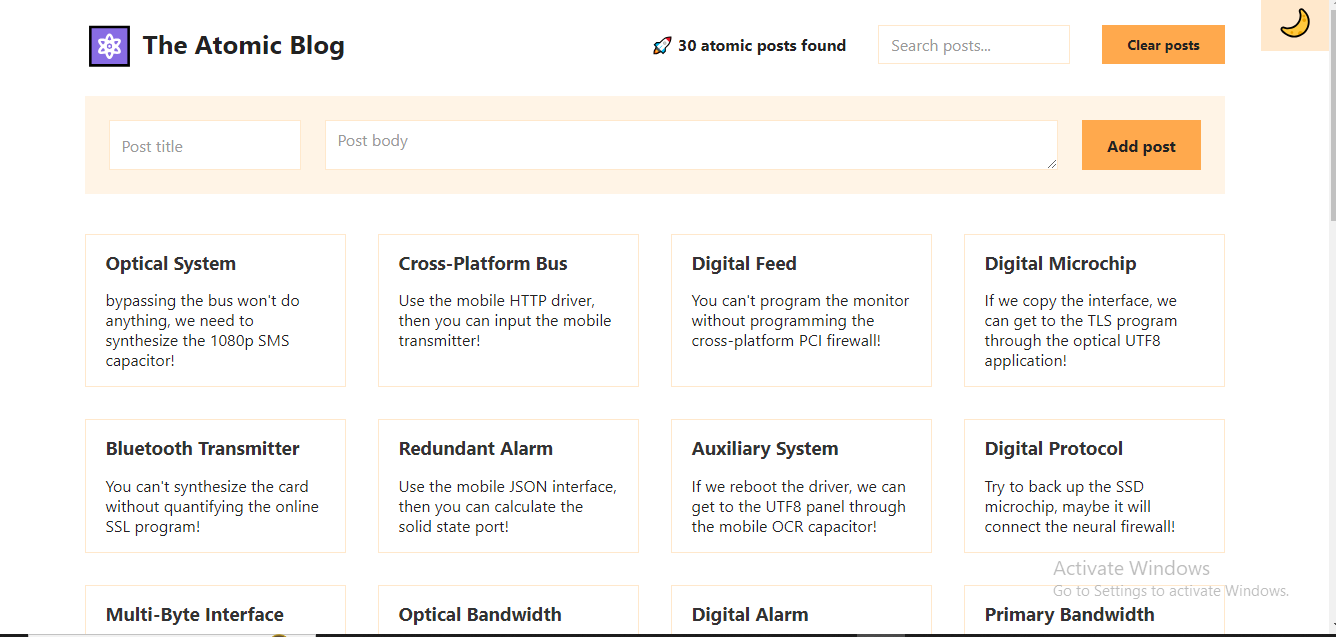 The Atomic Blog
🚀 30 atomic posts found
Search posts...
Clear posts
Post title
Post body
Add post
Optical System
bypassing the bus won't do
anything, we need to
synthesize the 1080p SMS
capacitor!
Cross-Platform Bus
Use the mobile HTTP driver,
then you can input the mobile
transmitter!
Digital Feed
You can't program the monitor
without programming the
cross-platform PCI firewall!
Digital Microchip
If we copy the interface, we
can get to the TLS program
through the optical UTF8
application!
Bluetooth Transmitter
You can't synthesize the card
without quantifying the online
SSL program!
Redundant Alarm
Use the mobile JSON interface,
then you can calculate the
solid state port!
Auxiliary System
If we reboot the driver, we can
get to the UTF8 panel through
the mobile OCR capacitor!
Digital Protocol
Try to back up the SSD
microchip, maybe it will
connect the neural firewall!
Multi-Byte Interface
Optical Bandwidth
Digital Alarm
Primary Bandwidth
Activate Windows
Go to Settings to activate Windows.